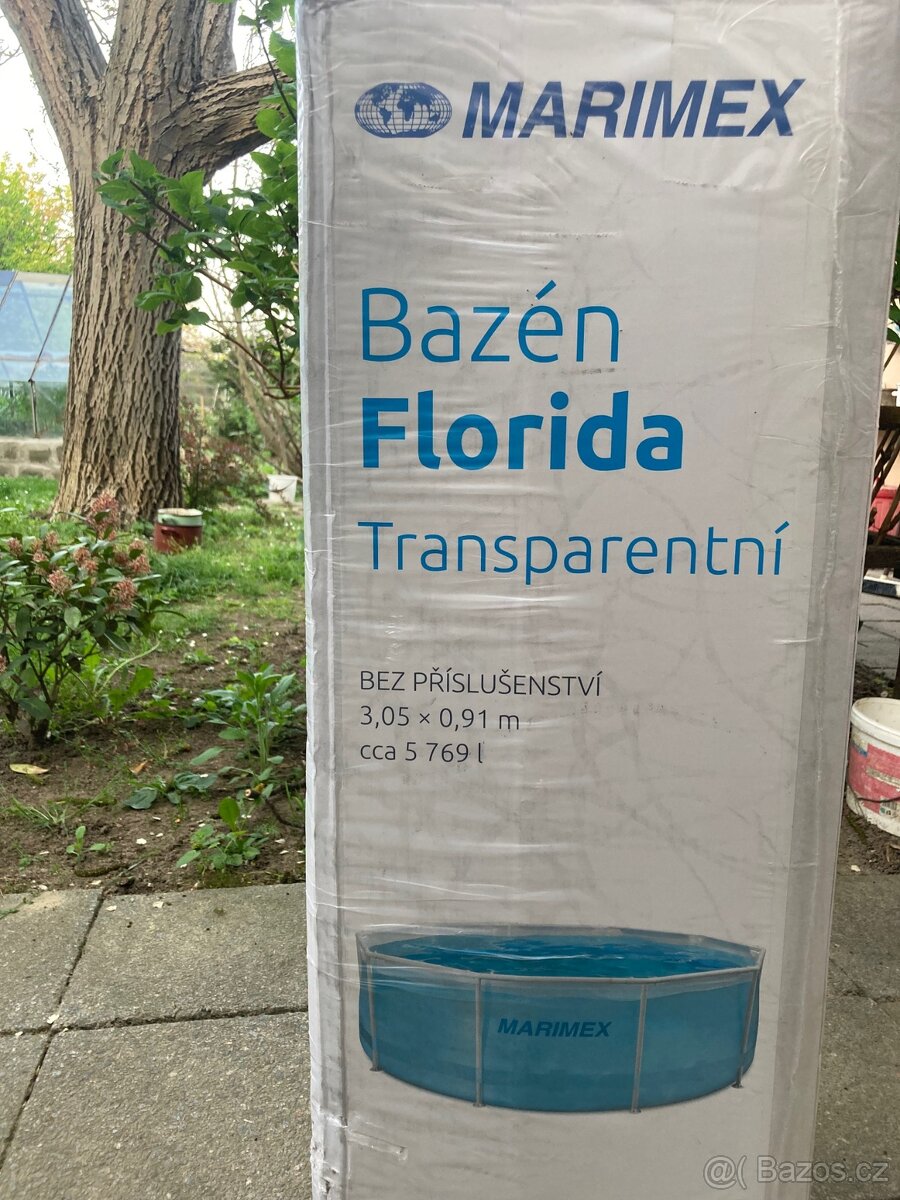 MARIMEX
Bazén
Florida
Transparentní
BEZ PŘÍSLUŠENSTVÍ
3,05 × 0,91 m
cca 5 769 l
MARIMEX
@( Bazos.cz